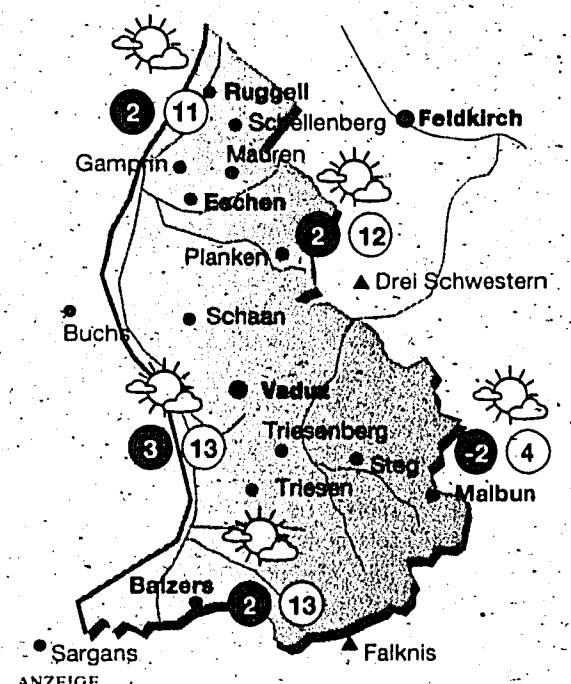 Ruggell
2 11
Feldkirch
Schellenberg
Gamprin
Mauren
Eschen
2 12
Planken
Drei Schwestern
Schaan
Buchs
Vaduz
Triesenberg
3 13
Steg
-2 4
Triesen
Malbun
Balzers
2 13
Sargans
Falknis
ANZEIGE